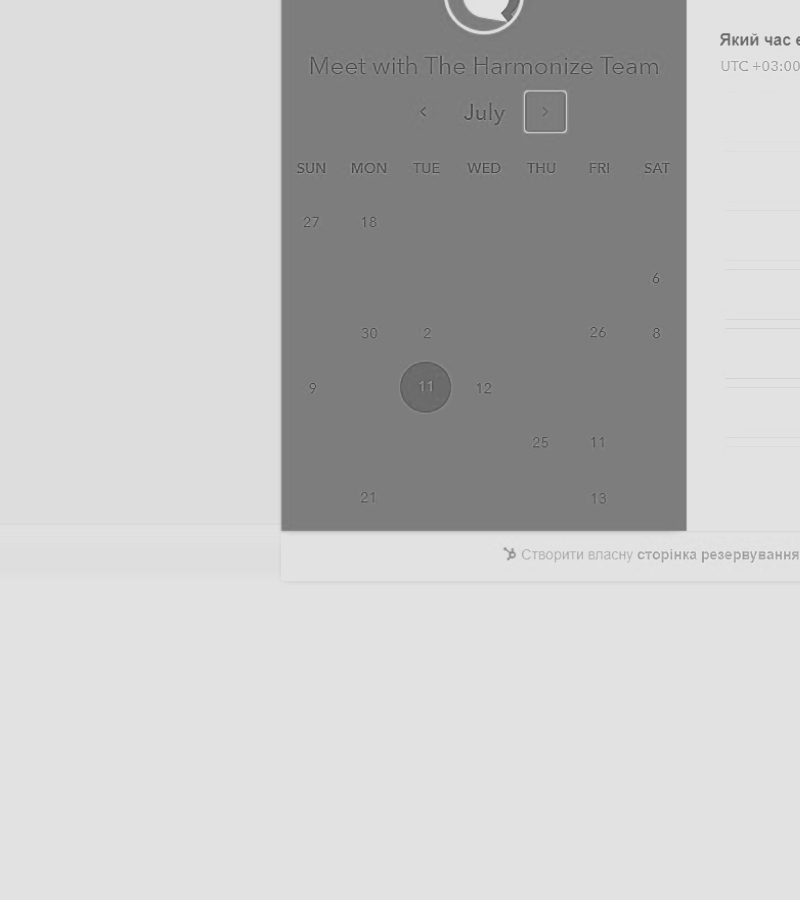 Meet with The Harmonize Team
July
SUN MON TUE WED THU FRI SAT
27 18
6
30 2 26 8
9 11 12
25 11
21 13
Який час
UTC +03:00
Створити власну сторінка резервування